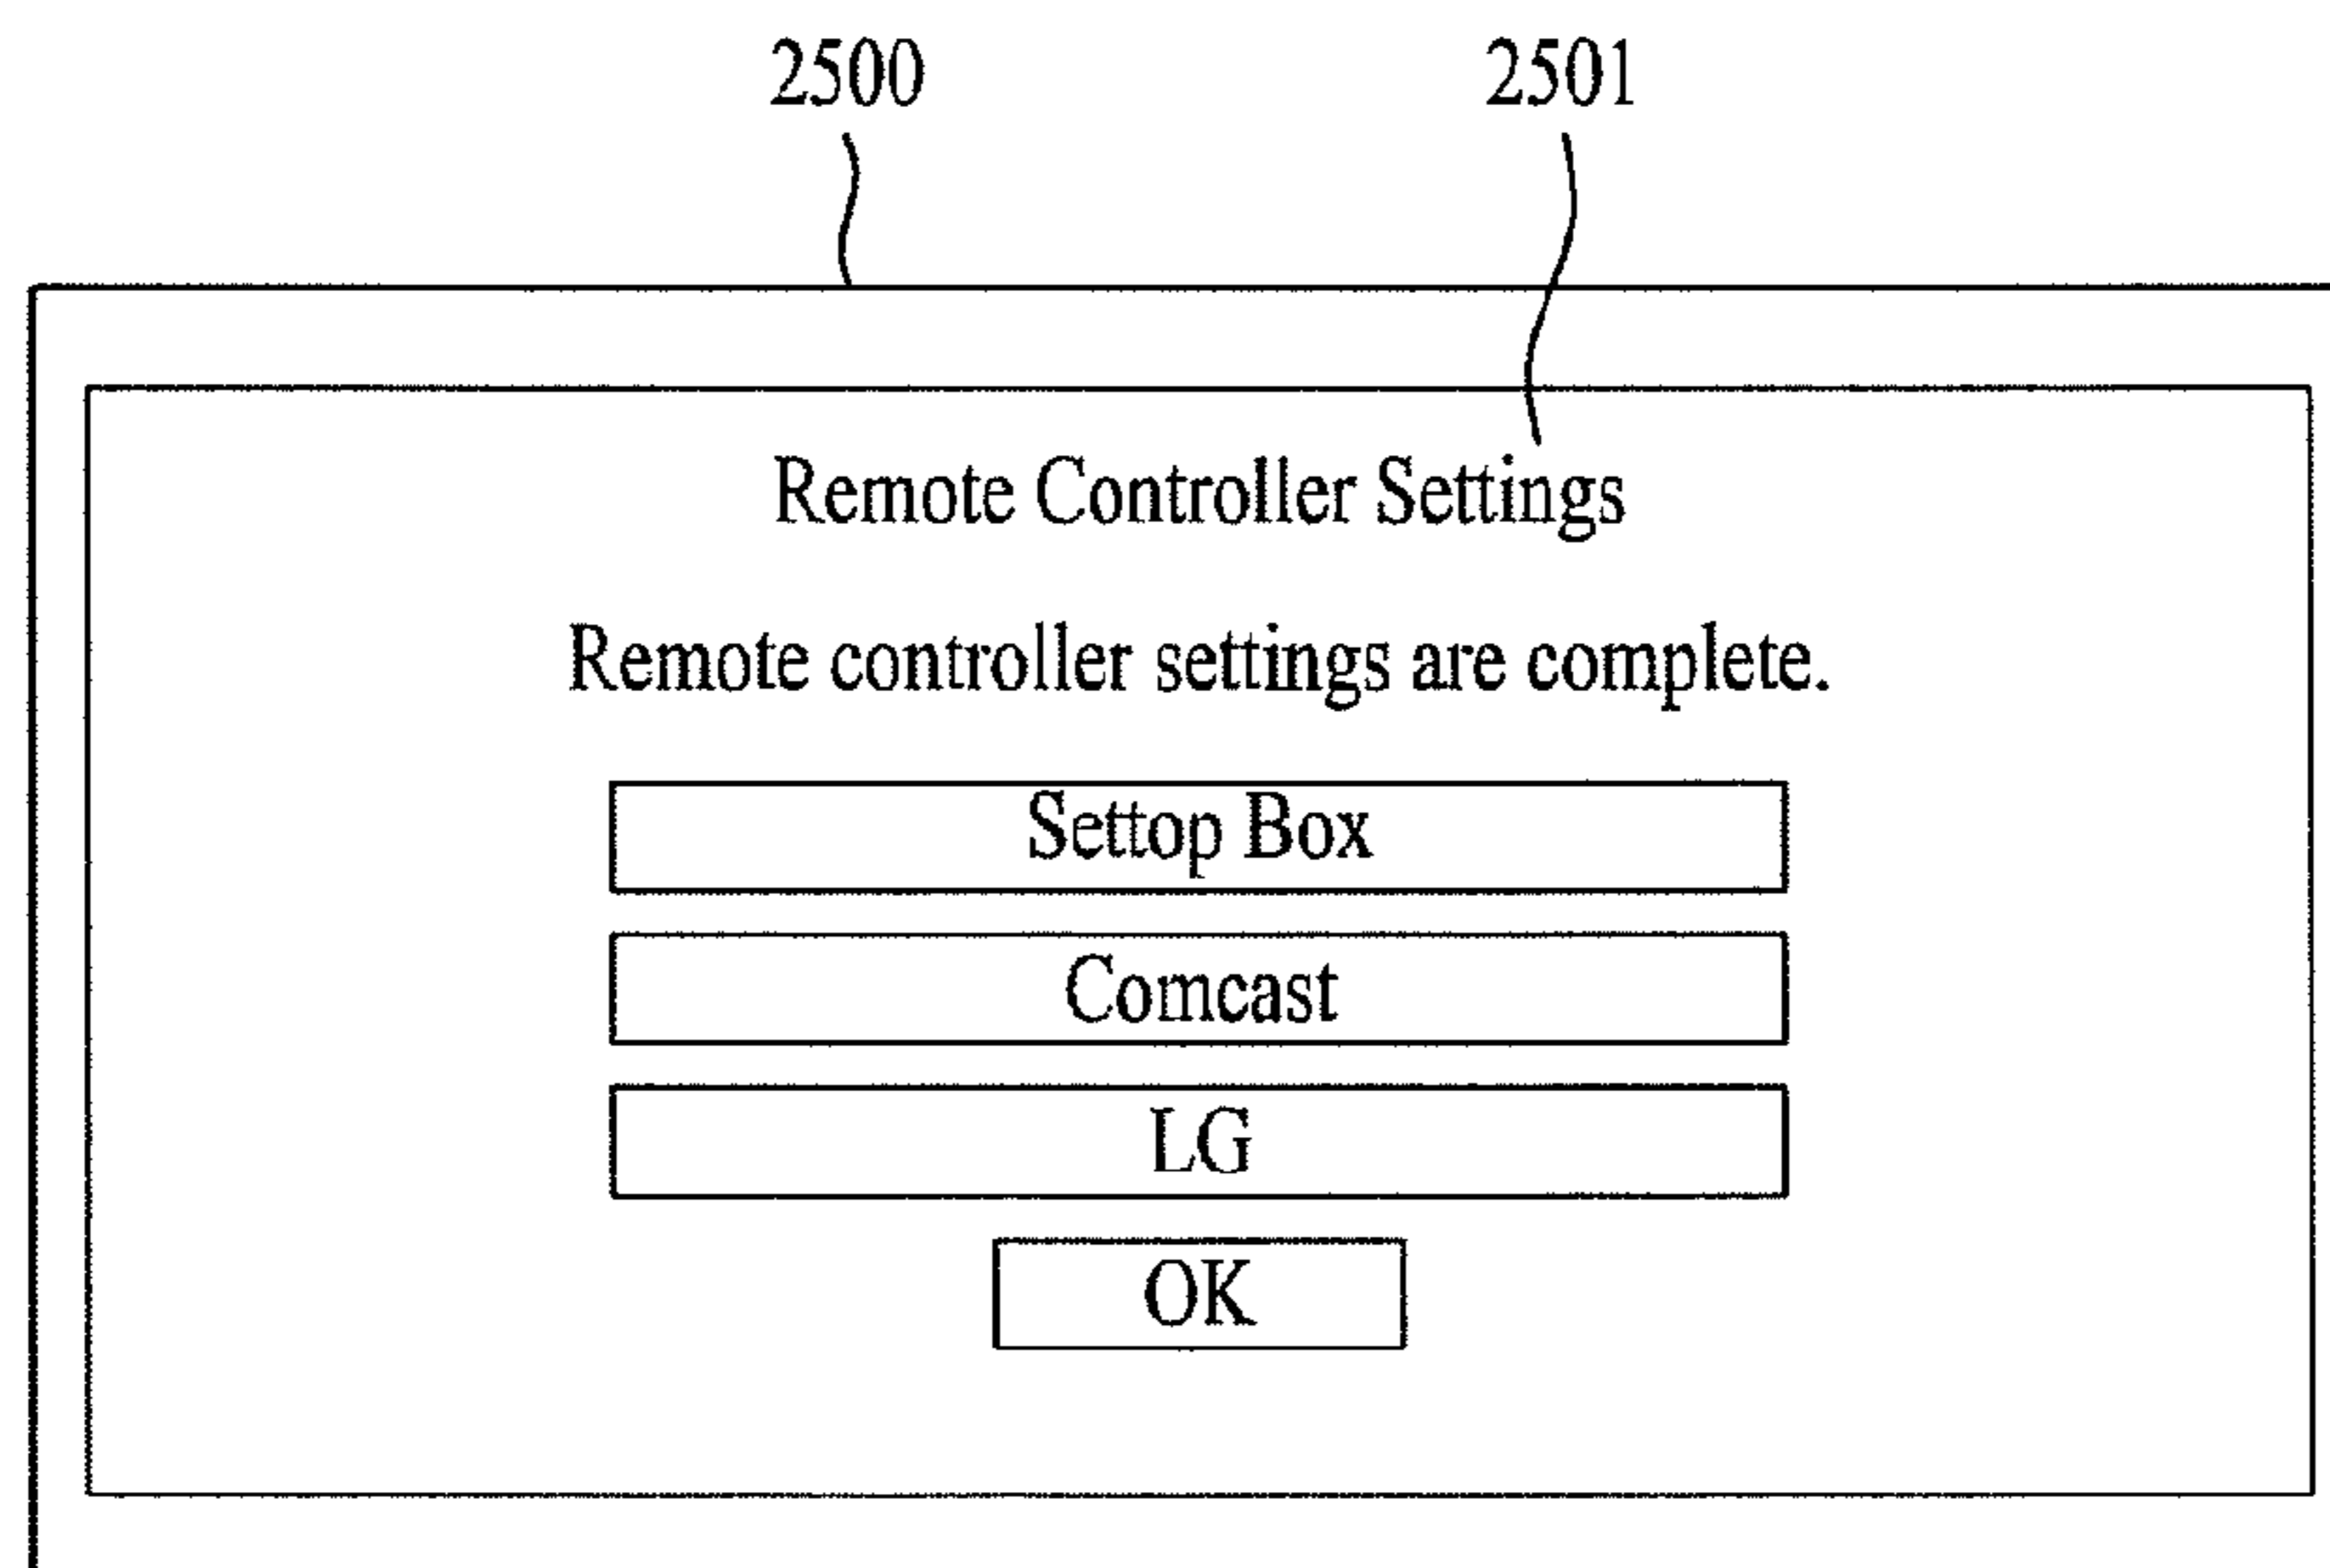 2500 2501
Remote Controller Settings
Remote controller settings are complete.
Settop Box
Comcast
LG
OK